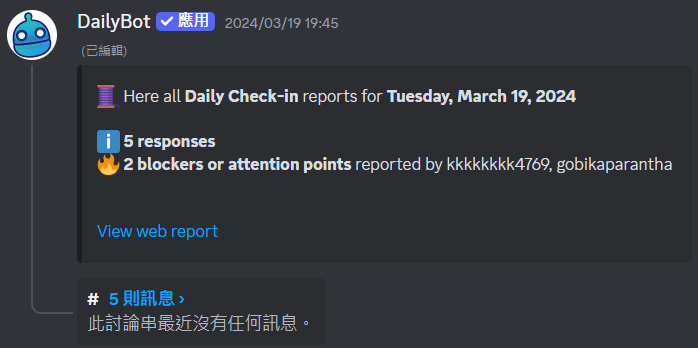 DailyBot ✓ 應用 2024/03/19 19:45
(已編輯)
Here all Daily Check-in reports for Tuesday, March 19, 2024
5 responses
2 blockers or attention points reported by kkkkkkkk4769, gobikaparantha
View web report
# 5 則訊息 ›
此討論串最近沒有任何訊息。